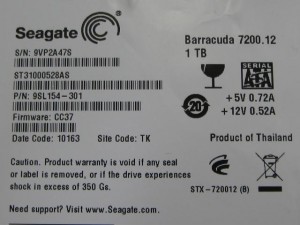 Seagate
Barracuda 7200.12
1 TB
S/N: 9VP2A47S
ST31000528AS
P/N: 9SL154-301
Firmware: CC37
Date Code: 10163 Site Code: TK
SERIAL
ATA
20
+5V 0.72A
+12V 0.52A
Product of Thailand
Caution: Product warranty is void if any seal
or label is removed, or if the drive experiences
shock in excess of 350 Gs.
STX-720012 (B)
Need support? Visit www.Seagate.com